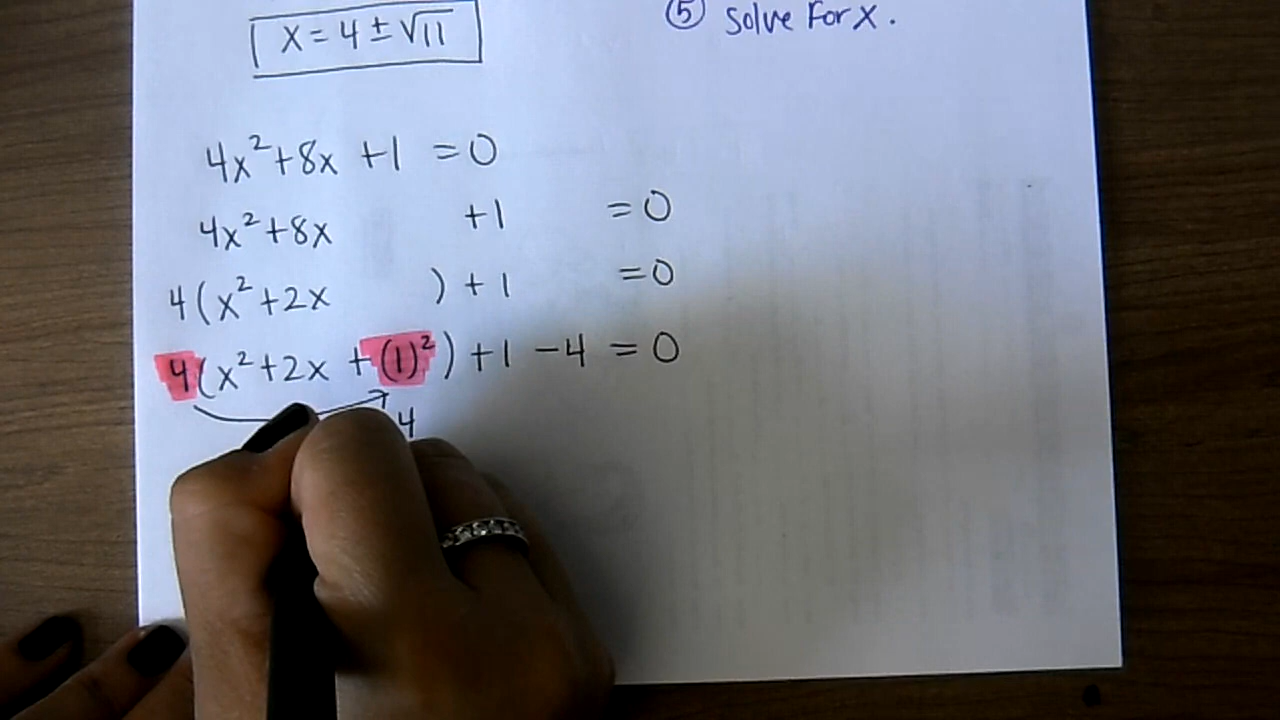 x = 4 ± √11
⑤ Solve For x.
4x² + 8x + 1 = 0
4x² + 8x + 1 = 0
4(x² + 2x ) + 1 = 0
4(x² + 2x + (1)²) + 1 - 4 = 0
4